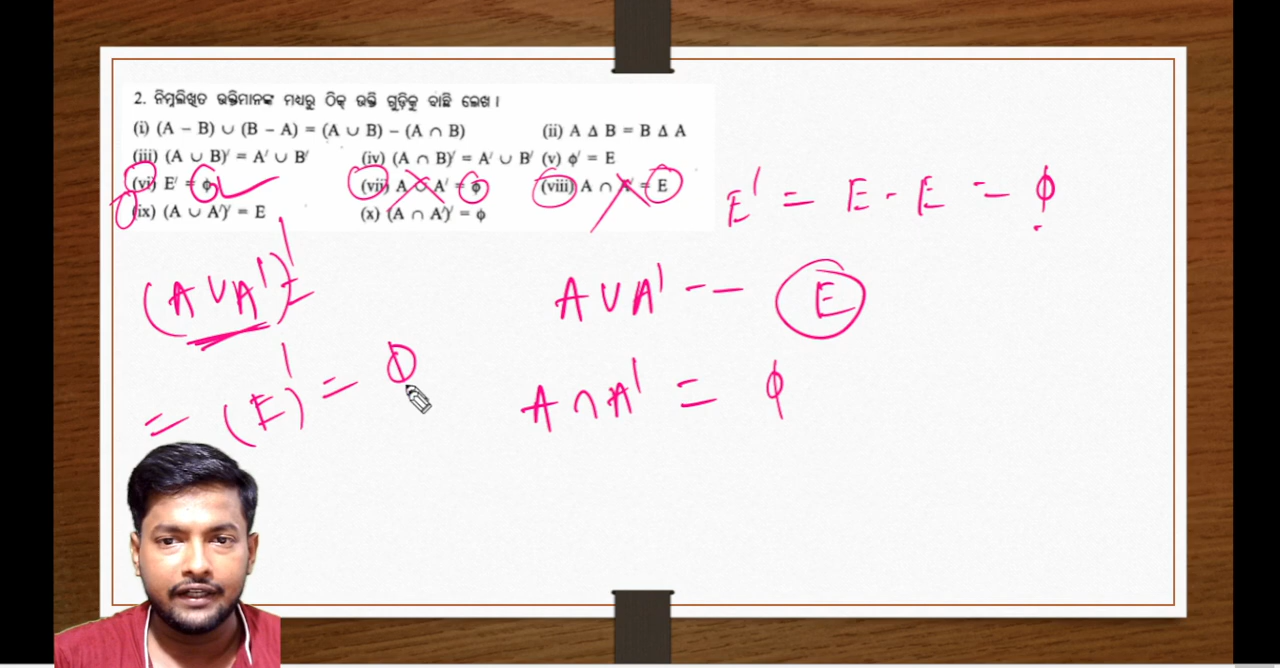 2. ନିମ୍ନଲିଖିତ ଉକ୍ତିମାନଙ୍କ ମଧ୍ୟରୁ ଠିକ୍ ଉକ୍ତି ଗୁଡ଼ିକୁ ବାଛି ଲେଖ ।
(i) (A − B) ∪ (B − A) = (A ∪ B) − (A ∩ B) (ii) A Δ B = B Δ A
(iii) (A ∪ B)′ = A′ ∪ B′ (iv) (A ∩ B)′ = A′ ∪ B′ (v) ϕ′ = E
(vi) E′ = ϕ (vii) A ∪ A′ = ϕ (viii) A ∩ A′ = E
(ix) (A ∪ A′)′ = E (x) (A ∩ A′)′ = ϕ
E′ = E - E = ϕ
(A ∪ A′)′
= (E)′ = ϕ
A ∪ A′ -- E
A ∩ A′ = ϕ